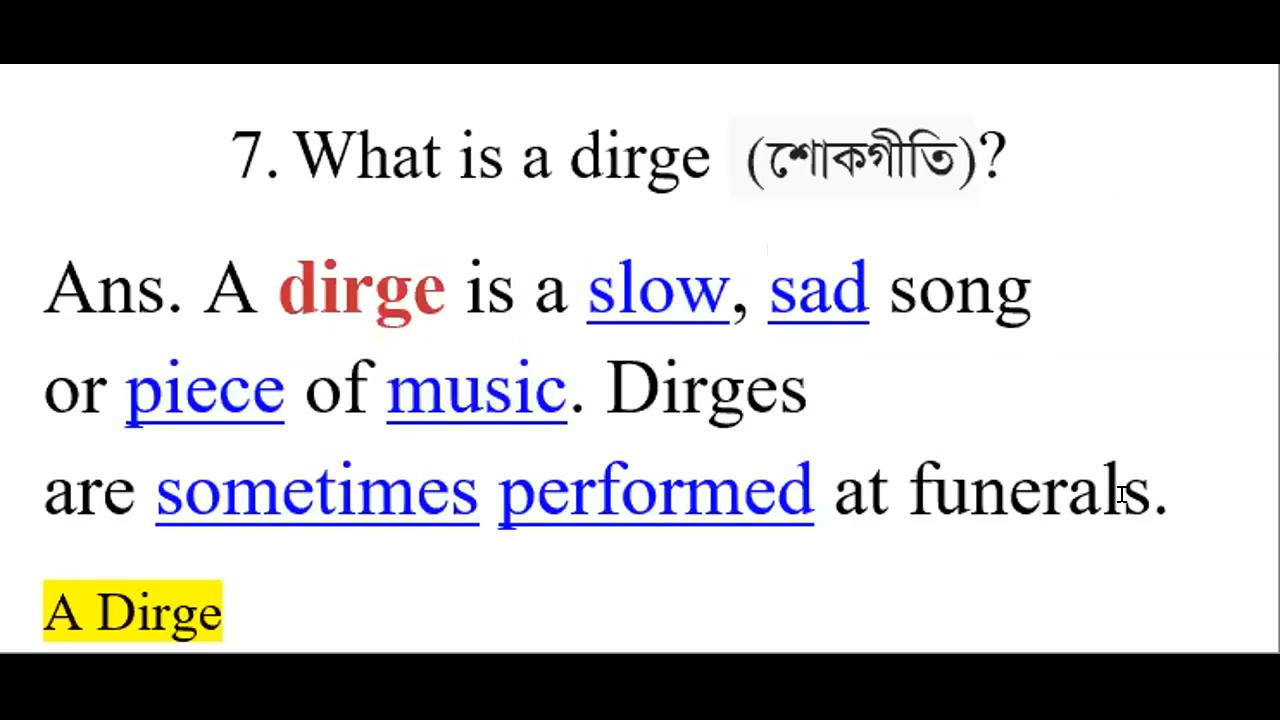 7. What is a dirge (শোকগীতি)?
Ans. A dirge is a slow, sad song
or piece of music. Dirges
are sometimes performed at funerals.
A Dirge